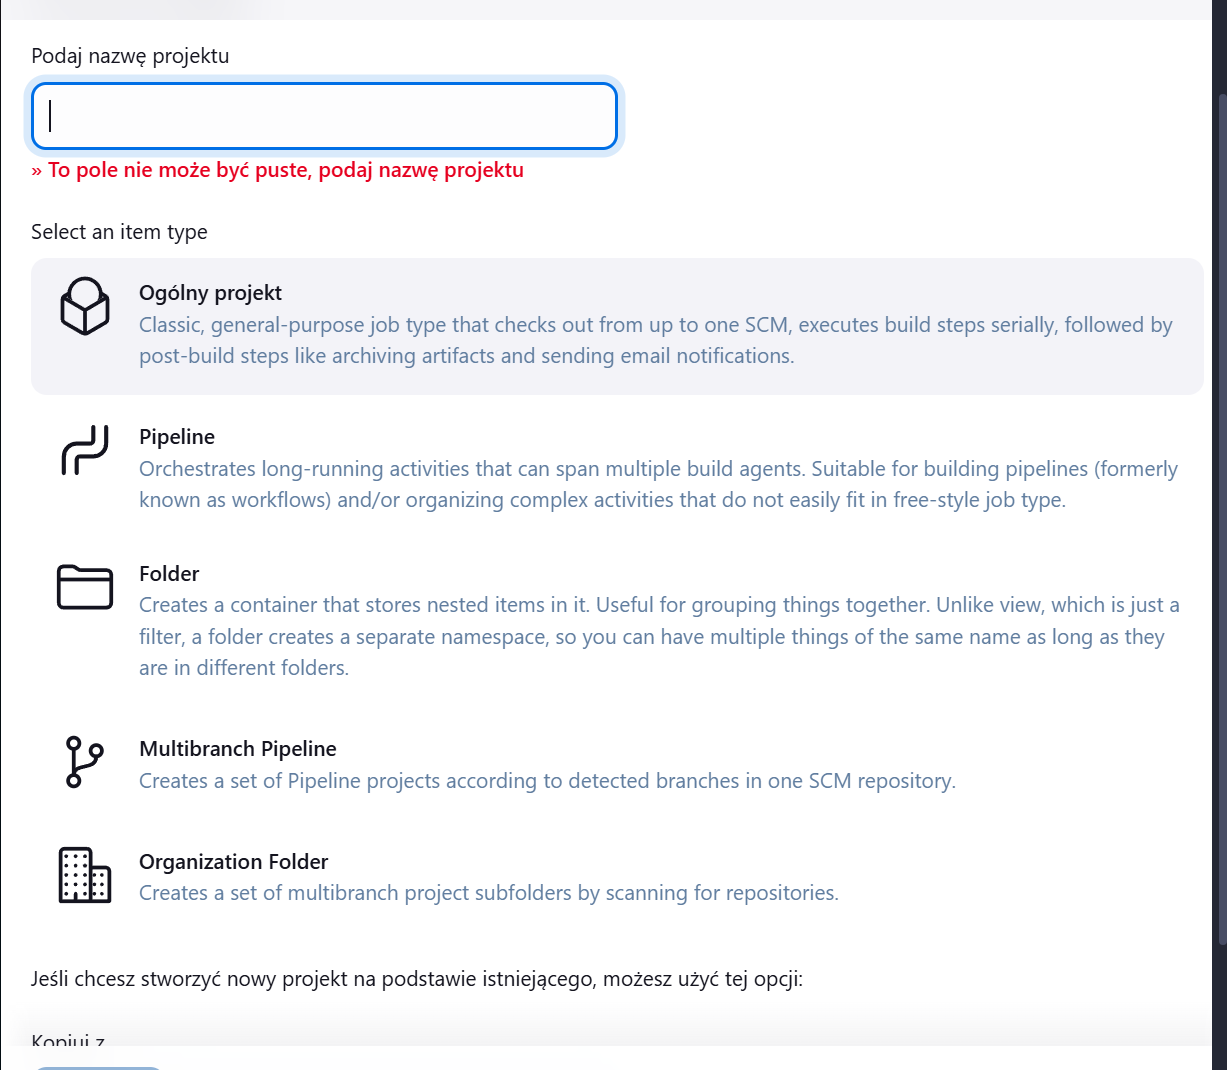 Podaj nazwę projektu
» To pole nie może być puste, podaj nazwę projektu
Select an item type
Ogólny projekt
Classic, general-purpose job type that checks out from up to one SCM, executes build steps serially, followed by
post-build steps like archiving artifacts and sending email notifications.
Pipeline
Orchestrates long-running activities that can span multiple build agents. Suitable for building pipelines (formerly
known as workflows) and/or organizing complex activities that do not easily fit in free-style job type.
Folder
Creates a container that stores nested items in it. Useful for grouping things together. Unlike view, which is just a
filter, a folder creates a separate namespace, so you can have multiple things of the same name as long as they
are in different folders.
Multibranch Pipeline
Creates a set of Pipeline projects according to detected branches in one SCM repository.
Organization Folder
Creates a set of multibranch project subfolders by scanning for repositories.
Jeśli chcesz stworzyć nowy projekt na podstawie istniejącego, możesz użyć tej opcji:
Kopiuj z